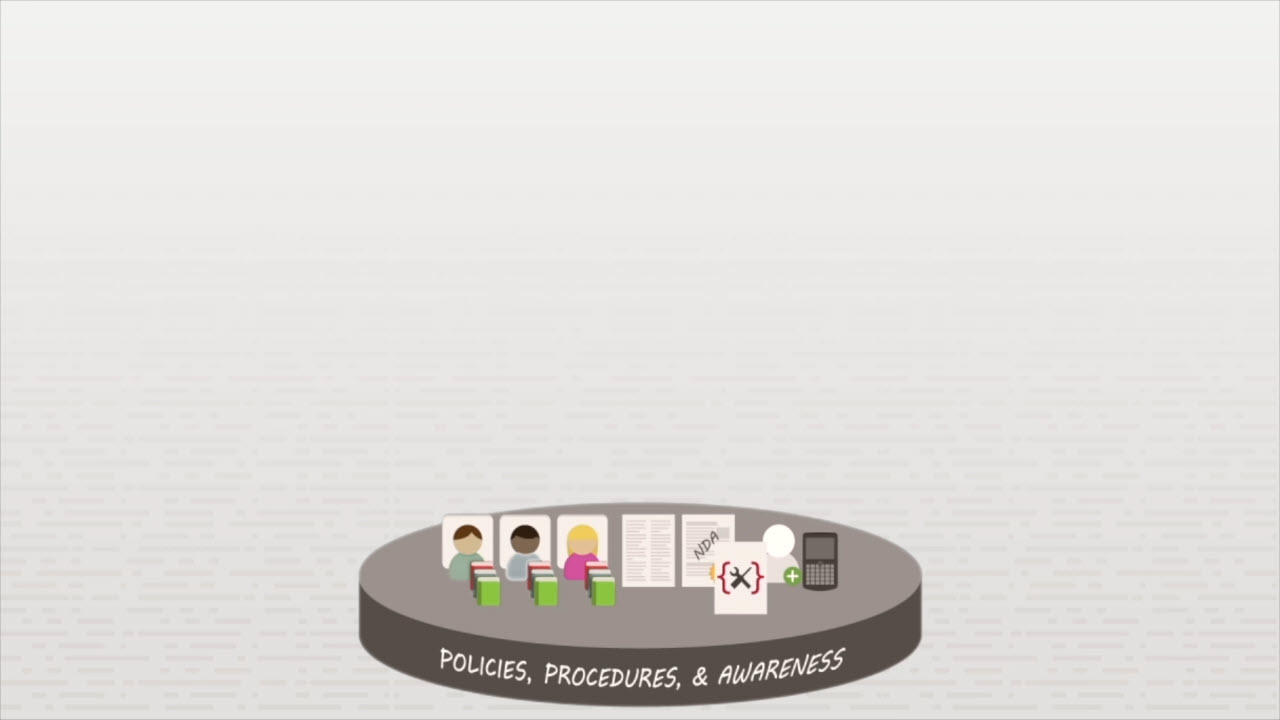 NDA
POLICIES, PROCEDURES, & AWARENESS